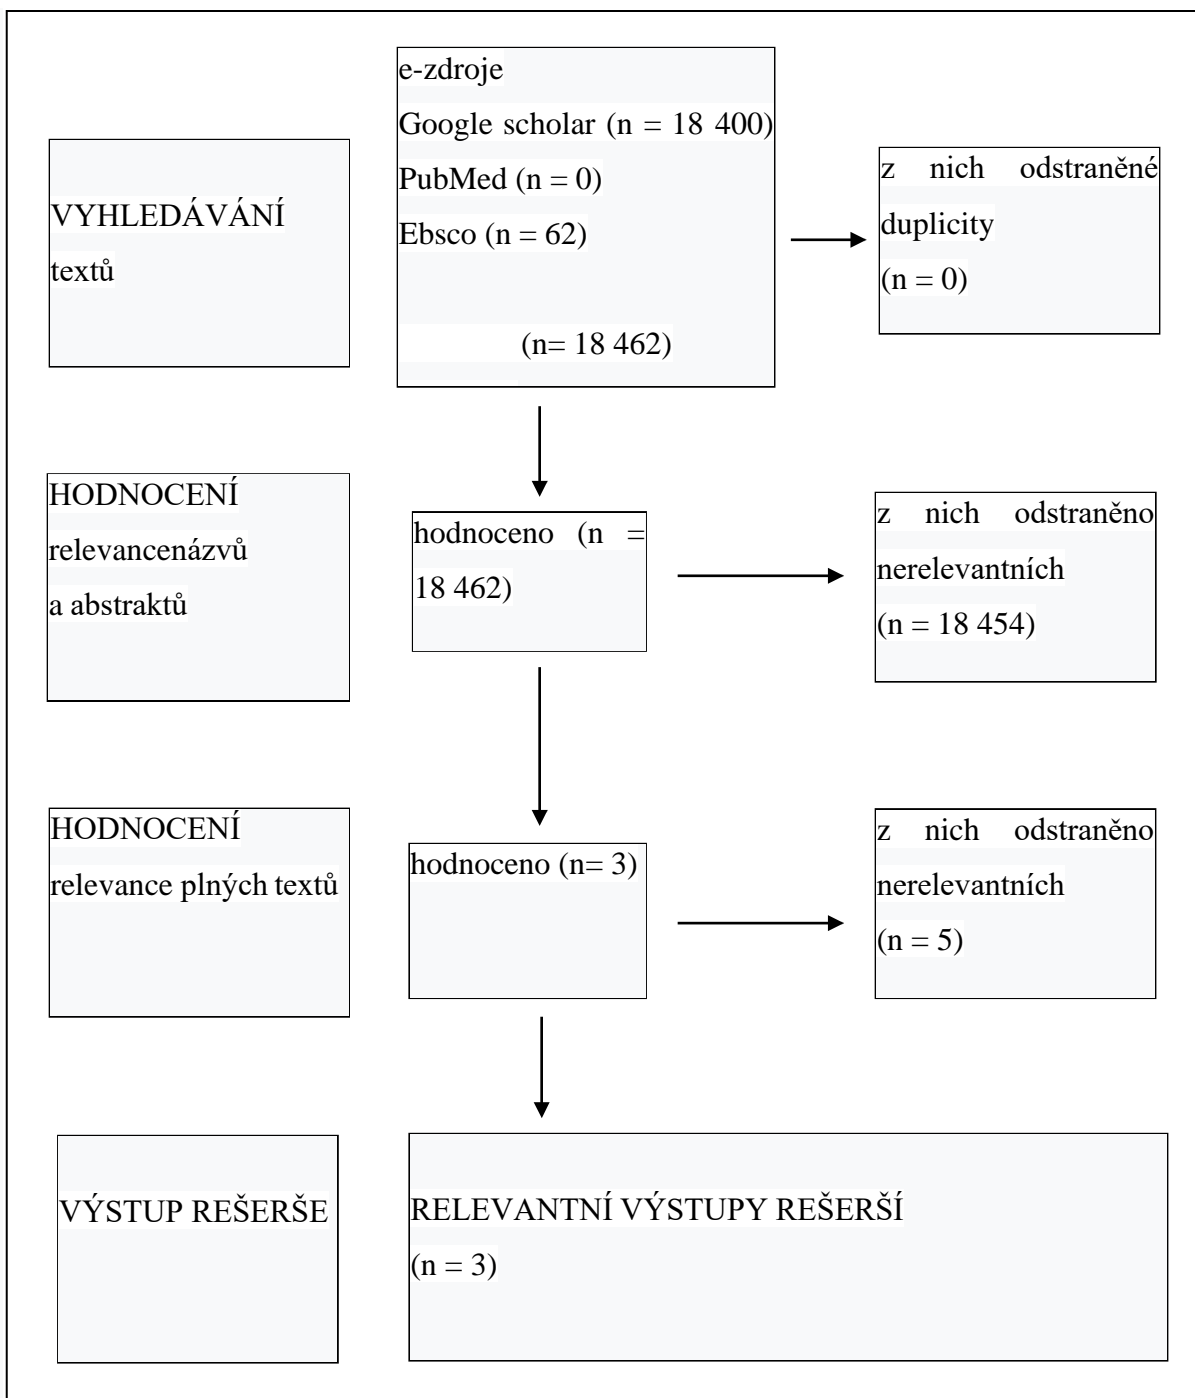 VYHLEDÁVÁNÍ
textů
e-zdroje
Google scholar (n = 18 400)
PubMed (n = 0)
Ebsco (n = 62)
(n= 18 462)
z nich odstraněné
duplicity
(n = 0)
HODNOCENÍ
relevancenázvů
a abstraktů
hodnoceno (n =
18 462)
z nich odstraněno
nerelevantních
(n = 18 454)
HODNOCENÍ
relevance plných textů
hodnoceno (n= 3)
z nich odstraněno
nerelevantních
(n = 5)
VÝSTUP REŠERŠE
RELEVANTNÍ VÝSTUPY REŠERŠÍ
(n = 3)